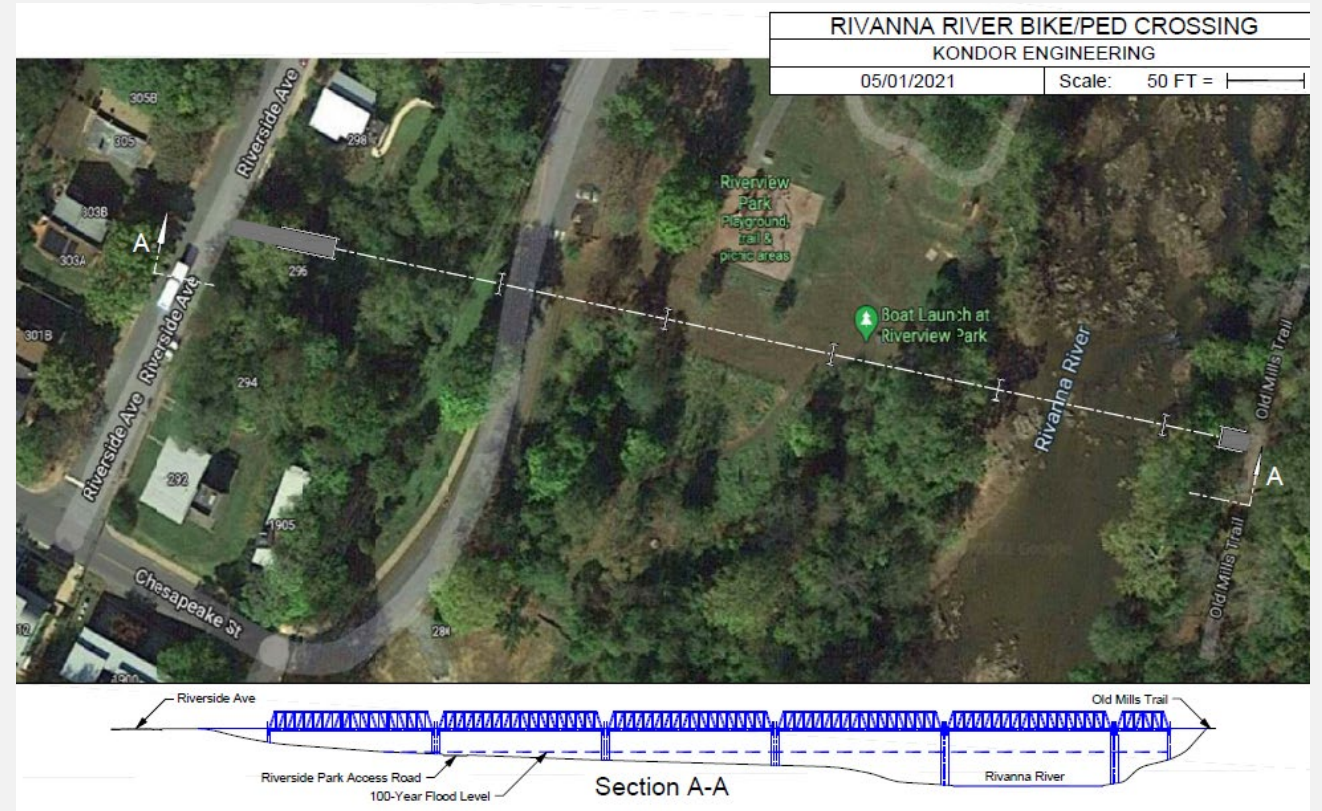 RIVANNA RIVER BIKE/PED CROSSING
KONDOR ENGINEERING
05/01/2021 Scale: 50 FT =
305B
Riverside Ave
305
298
303B
Riverview
Park
Playground,
trail &
picnic areas
A
303A
296
Boat Launch at
Riverview Park
301B
Riverside Ave
Riverside Ave
294
Rivanna River
Old Mills Trail
292
A
1905
Old Mills Trail
Chesapeake St
1900
Riverside Ave
Old Mills Trail
Riverside Park Access Road
100-Year Flood Level
Section A-A
Rivanna River